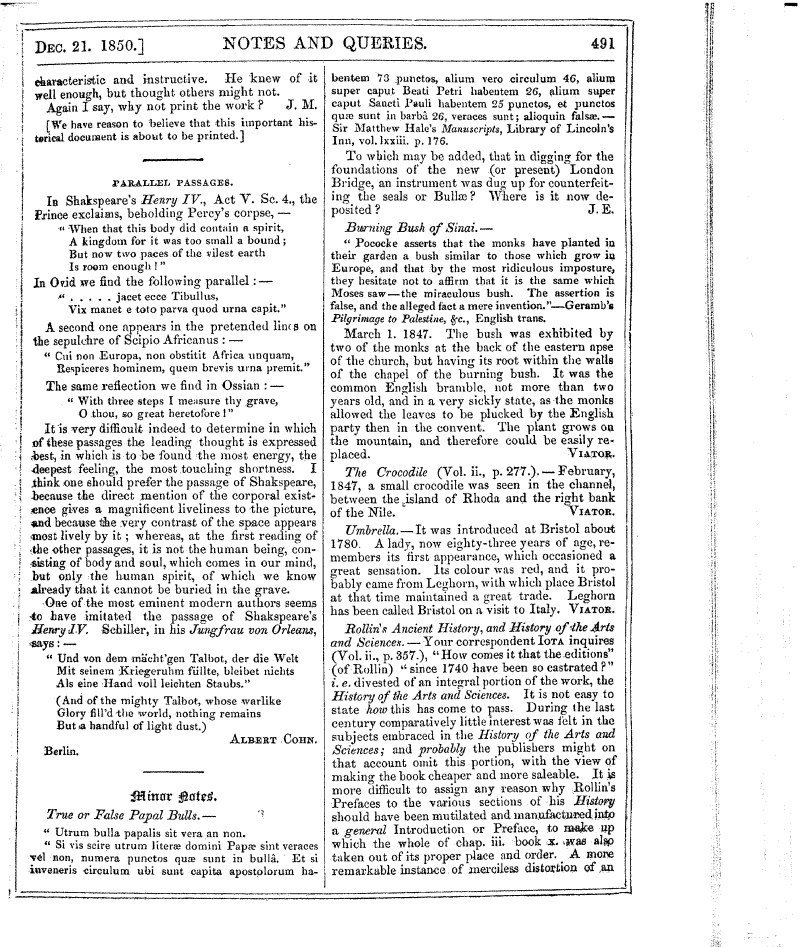 DEC. 21. 1850.] NOTES AND QUERIES. 491
characteristic and instructive. He knew of it
well enough, but thought others might not.
Again I say, why not print the work? J. M.
[We have reason to believe that this important his-
torical document is about to be printed.]
PARALLEL PASSAGES.
In Shakspeare's Henry IV., Act V. Sc. 4., the
Prince exclaims, beholding Percy's corpse, —
"When that this body did contain a spirit,
A kingdom for it was too small a bound;
But now two paces of the vilest earth
Is room enough!"
In Ovid we find the following parallel: —
" . . . . . jacet ecce Tibullus,
Vix manet e toto parva quod urna capit."
A second one appears in the pretended lines on
the sepulchre of Scipio Africanus: —
"Cui non Europa, non obstitit Africa unquam,
Respiceres hominem, quem brevis urna premit."
The same reflection we find in Ossian: —
"With three steps I measure thy grave,
O thou, so great heretofore!"
It is very difficult indeed to determine in which
of these passages the leading thought is expressed
best, in which is to be found the most energy, the
deepest feeling, the most touching shortness. I
think one should prefer the passage of Shakspeare,
because the direct mention of the corporal exist-
ence gives a magnificent liveliness to the picture,
and because the very contrast of the space appears
most lively by it; whereas, at the first reading of
the other passages, it is not the human being, con-
sisting of body and soul, which comes in our mind,
but only the human spirit, of which we know
already that it cannot be buried in the grave.
One of the most eminent modern authors seems
to have imitated the passage of Shakspeare's
Henry IV. Schiller, in his Jungfrau von Orleans,
says: —
"Und von dem mächt'gen Talbot, der die Welt
Mit seinem Kriegeruhm füllte, bleibet nichts
Als eine Hand voll leichten Staubs."
(And of the mighty Talbot, whose warlike
Glory fill'd the world, nothing remains
But a handful of light dust.)
ALBERT COHN.
Berlin.
Minor Notes.
True or False Papal Bulls. —
"Utrum bulla papalis sit vera an non.
"Si vis scire utrum literæ domini Papæ sint veraces
vel non, numera punctos quæ sunt in bullâ. Et si
inveneris circulum ubi sunt capita apostolorum ha-
bentem 73 punctos, alium vero circulum 46, alium
super caput Beati Petri habentem 26, alium super
caput Sancti Pauli habentem 25 punctos, et punctos
quæ sunt in barbâ 26, veraces sunt; alioquin falsæ. —
Sir Matthew Hale's Manuscripts, Library of Lincoln's
Inn, vol. lxxiii. p. 176.
To which may be added, that in digging for the
foundations of the new (or present) London
Bridge, an instrument was dug up for counterfeit-
ing the seals or Bullæ? Where is it now de-
posited? J. E.
Burning Bush of Sinai. —
"Pococke asserts that the monks have planted in
their garden a bush similar to those which grow in
Europe, and that by the most ridiculous imposture,
they hesitate not to affirm that it is the same which
Moses saw — the miraculous bush. The assertion is
false, and the alleged fact a mere invention." — Geramb's
Pilgrimage to Palestine, &c., English trans.
March 1. 1847. The bush was exhibited by
two of the monks at the back of the eastern apse
of the church, but having its root within the walls
of the chapel of the burning bush. It was the
common English bramble, not more than two
years old, and in a very sickly state, as the monks
allowed the leaves to be plucked by the English
party then in the convent. The plant grows on
the mountain, and therefore could be easily re-
placed. VIATOR.
The Crocodile (Vol. ii., p. 277.). — February,
1847, a small crocodile was seen in the channel,
between the island of Rhoda and the right bank
of the Nile. VIATOR.
Umbrella. — It was introduced at Bristol about
1780. A lady, now eighty-three years of age, re-
members its first appearance, which occasioned a
great sensation. Its colour was red, and it pro-
bably came from Leghorn, with which place Bristol
at that time maintained a great trade. Leghorn
has been called Bristol on a visit to Italy. VIATOR.
Rollin's Ancient History, and History of the Arts
and Sciences. — Your correspondent IOTA inquires
(Vol. ii., p. 357.), "How comes it that the editions"
(of Rollin) "since 1740 have been so castrated?"
i. e. divested of an integral portion of the work, the
History of the Arts and Sciences. It is not easy to
state how this has come to pass. During the last
century comparatively little interest was felt in the
subjects embraced in the History of the Arts and
Sciences; and probably the publishers might on
that account omit this portion, with the view of
making the book cheaper and more saleable. It is
more difficult to assign any reason why Rollin's
Prefaces to the various sections of his History
should have been mutilated and manufactured into
a general Introduction or Preface, to make up
which the whole of chap. iii. book x. was also
taken out of its proper place and order. A more
remarkable instance of merciless distortion of an